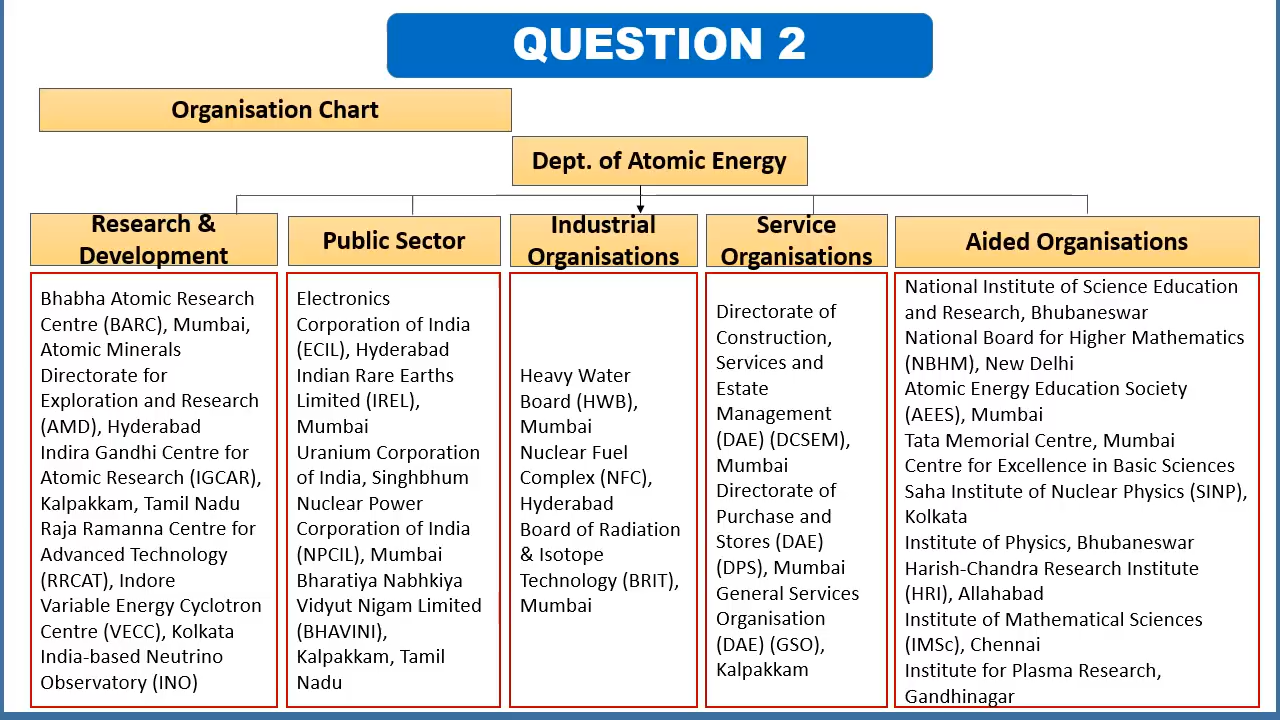 QUESTION 2
Organisation Chart
Dept. of Atomic Energy
Research &
Development
Bhabha Atomic Research
Centre (BARC), Mumbai,
Atomic Minerals
Directorate for
Exploration and Research
(AMD), Hyderabad
Indira Gandhi Centre for
Atomic Research (IGCAR),
Kalpakkam, Tamil Nadu
Raja Ramanna Centre for
Advanced Technology
(RRCAT), Indore
Variable Energy Cyclotron
Centre (VECC), Kolkata
India-based Neutrino
Observatory (INO)
Public Sector
Electronics
Corporation of India
(ECIL), Hyderabad
Indian Rare Earths
Limited (IREL),
Mumbai
Uranium Corporation
of India, Singhbhum
Nuclear Power
Corporation of India
(NPCIL), Mumbai
Bharatiya Nabhkiya
Vidyut Nigam Limited
(BHAVINI),
Kalpakkam, Tamil
Nadu
Industrial
Organisations
Heavy Water
Board (HWB),
Mumbai
Nuclear Fuel
Complex (NFC),
Hyderabad
Board of Radiation
& Isotope
Technology (BRIT),
Mumbai
Service
Organisations
Directorate of
Construction,
Services and
Estate
Management
(DAE) (DCSEM),
Mumbai
Directorate of
Purchase and
Stores (DAE)
(DPS), Mumbai
General Services
Organisation
(DAE) (GSO),
Kalpakkam
Aided Organisations
National Institute of Science Education
and Research, Bhubaneswar
National Board for Higher Mathematics
(NBHM), New Delhi
Atomic Energy Education Society
(AEES), Mumbai
Tata Memorial Centre, Mumbai
Centre for Excellence in Basic Sciences
Saha Institute of Nuclear Physics (SINP),
Kolkata
Institute of Physics, Bhubaneswar
Harish-Chandra Research Institute
(HRI), Allahabad
Institute of Mathematical Sciences
(IMSc), Chennai
Institute for Plasma Research,
Gandhinagar